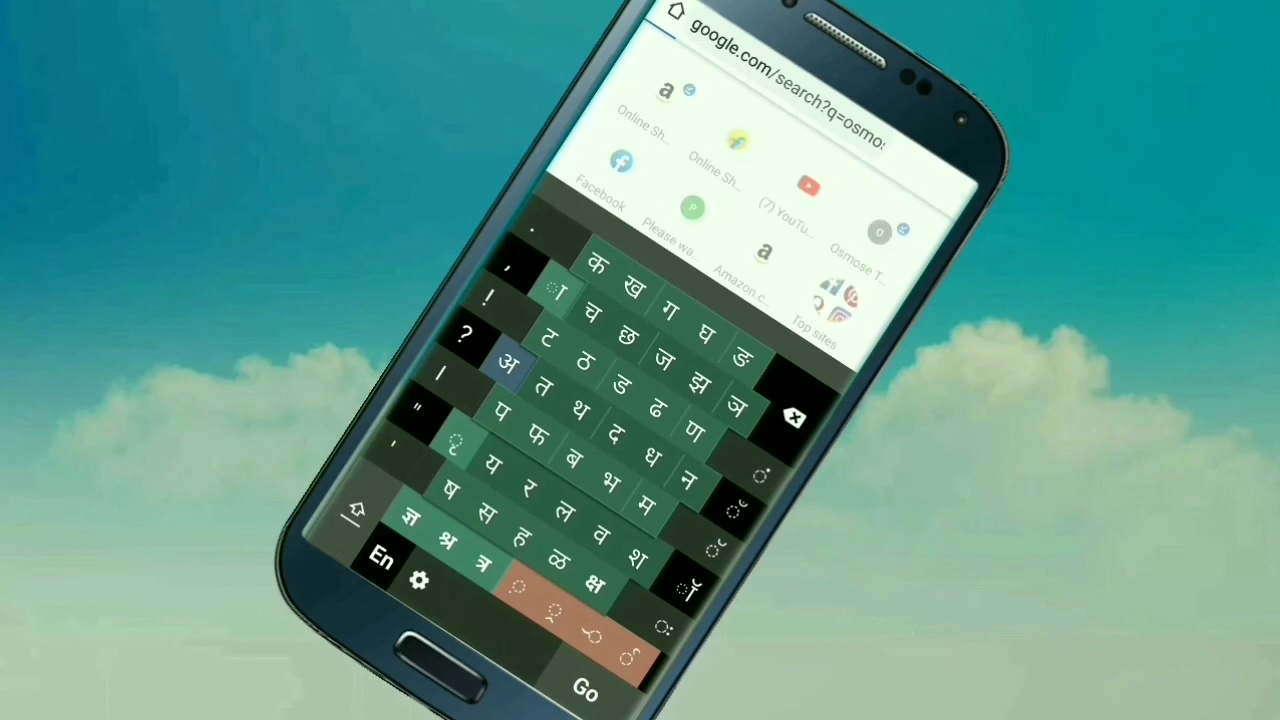 google.com/search?q=osmo
Online Sh...
Online Sh...
(7) YouTu...
Osmose T...
Facebook
Please wa...
Amazon.c...
Top sites
. क ख ग घ ङ
, ा च छ ज झ ञ
! ट ठ ड ढ ण ं
? अ त थ द ध न ँ
। प फ ब भ म ॅ
" ृ य र ल व श ॉ
' ष स ह ळ क्ष ः
ज्ञ श्र त्र
En
Go